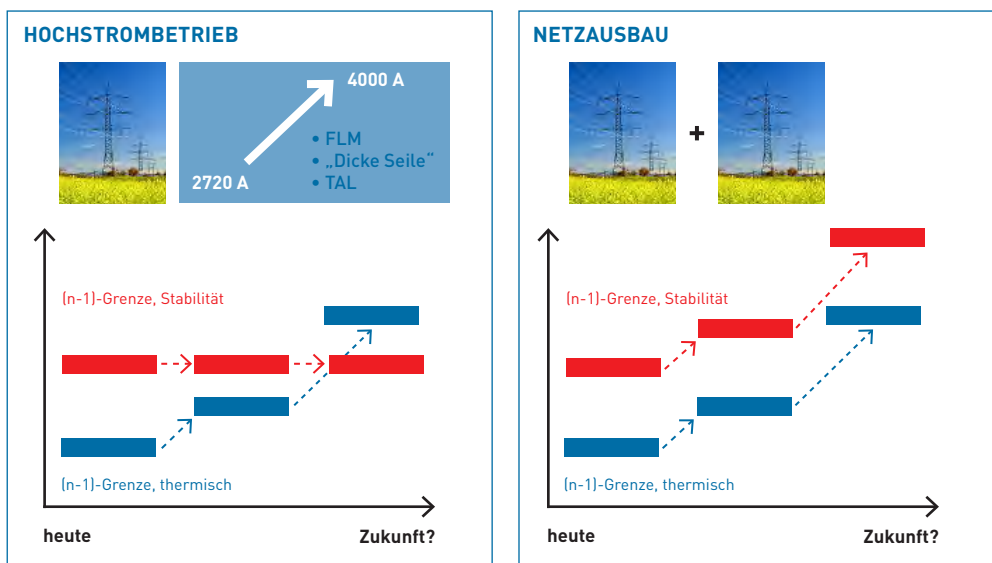 HOCHSTROMBETRIEB
4000 A
• FLM
• „Dicke Seile“
• TAL
2720 A
(n-1)-Grenze, Stabilität
(n-1)-Grenze, thermisch
heute
Zukunft?
NETZAUSBAU
+
(n-1)-Grenze, Stabilität
(n-1)-Grenze, thermisch
heute
Zukunft?